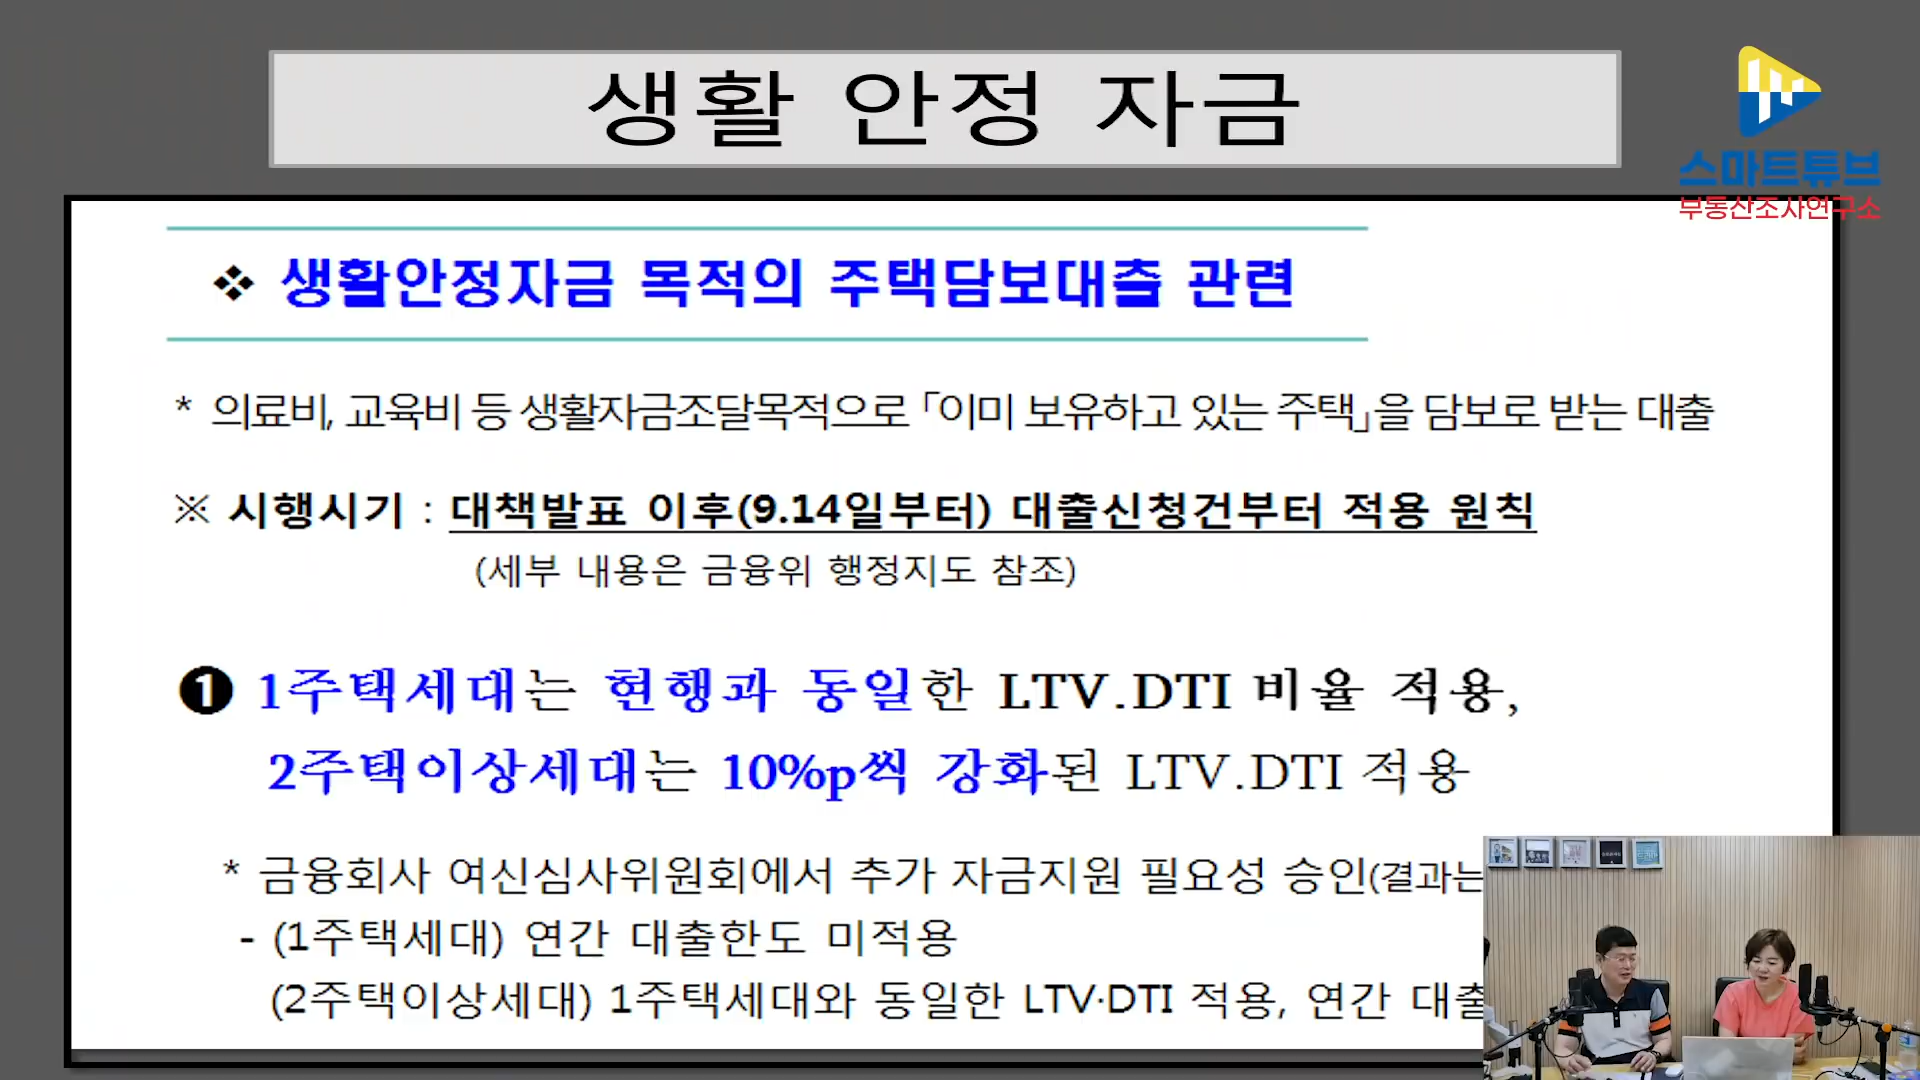 생활 안정 자금
스마트튜브
부동산조사연구소
❖ 생활안정자금 목적의 주택담보대출 관련
* 의료비, 교육비 등 생활자금조달목적으로 「이미 보유하고 있는 주택」을 담보로 받는 대출
※ 시행시기 : 대책발표 이후(9.14일부터) 대출신청건부터 적용 원칙
(세부 내용은 금융위 행정지도 참조)
❶ 1주택세대는 현행과 동일한 LTV.DTI 비율 적용,
2주택이상세대는 10%p씩 강화된 LTV.DTI 적용
* 금융회사 여신심사위원회에서 추가 자금지원 필요성 승인(결과는
- (1주택세대) 연간 대출한도 미적용
(2주택이상세대) 1주택세대와 동일한 LTV·DTI 적용, 연간 대출